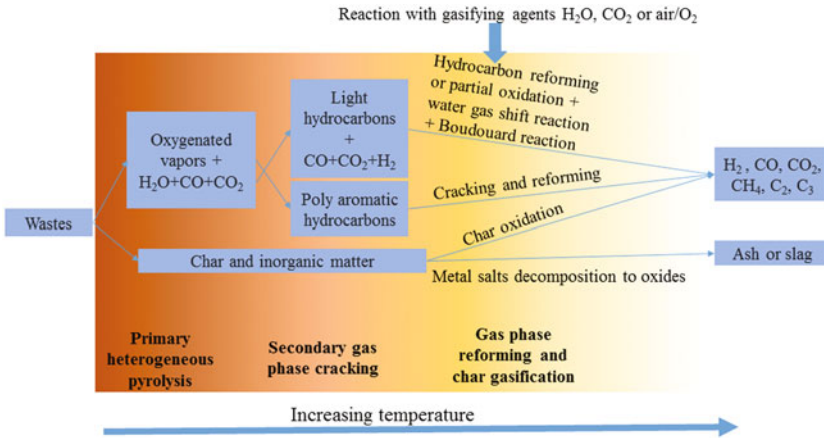 Reaction with gasifying agents H₂O, CO₂ or air/O₂
Hydrocarbon reforming
or partial oxidation +
water gas shift reaction
+ Boudouard reaction
Light
hydrocarbons
+
CO+CO₂+H₂
Oxygenated
vapors +
H₂O+CO+CO₂
H₂ , CO, CO₂,
CH₄, C₂, C₃
Cracking and reforming
Poly aromatic
hydrocarbons
Wastes
Char oxidation
Char and inorganic matter
Ash or slag
Metal salts decomposition to oxides
Primary
heterogeneous
pyrolysis
Secondary gas
phase cracking
Gas phase
reforming and
char gasification
Increasing temperature